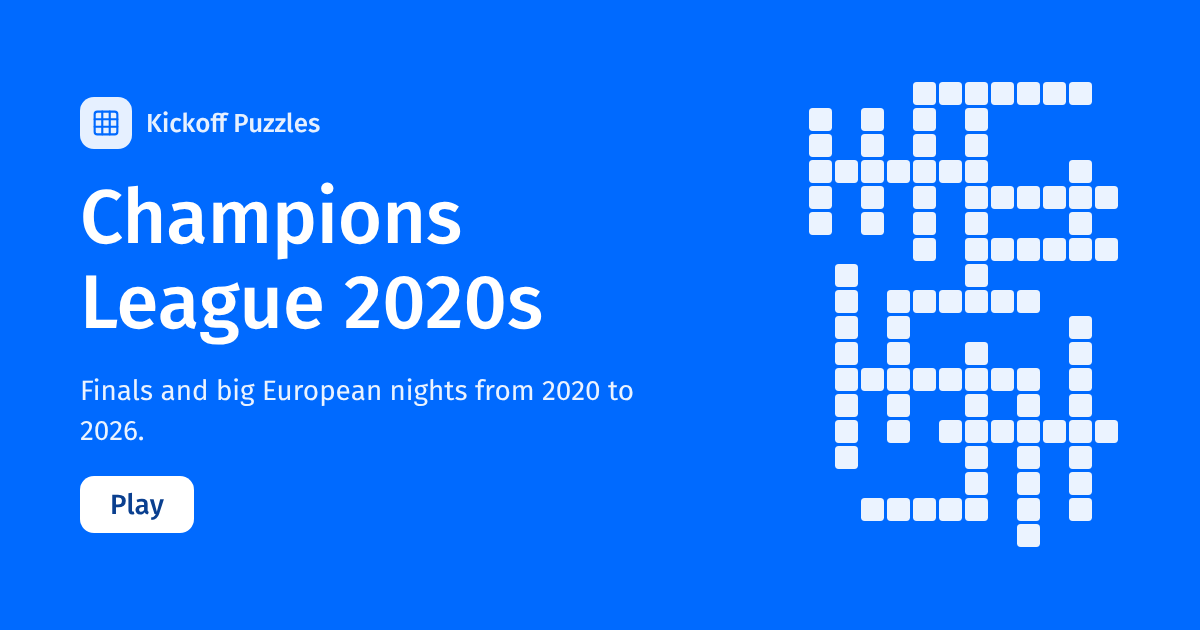 Kickoff Puzzles
Champions
League 2020s
Finals and big European nights from 2020 to
2026.
Play